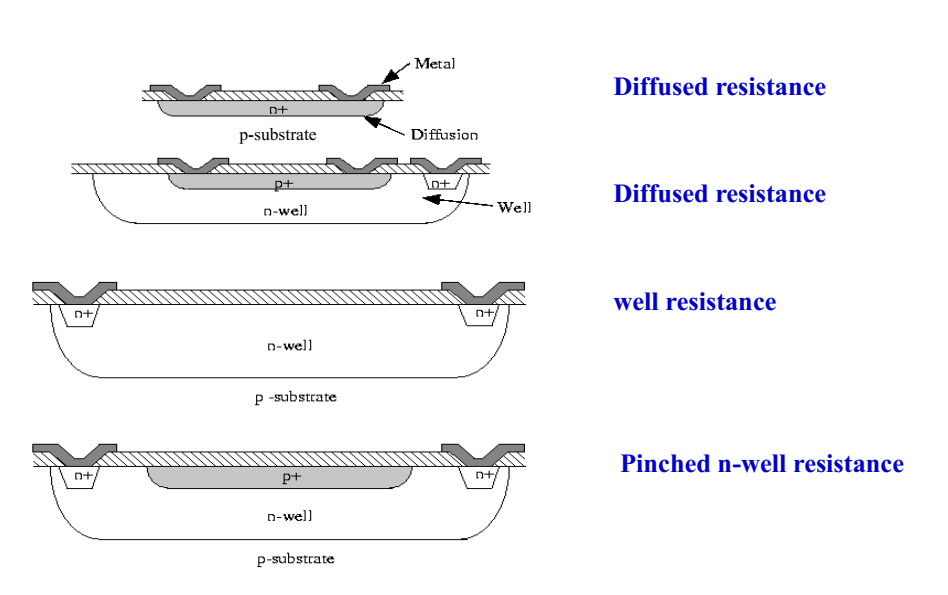 Metal
Diffused resistance
n+
p-substrate
Diffusion
p+
n+
Diffused resistance
n-well
Well
well resistance
n+
n+
n-well
p -substrate
Pinched n-well resistance
n+
p+
n+
n-well
p-substrate